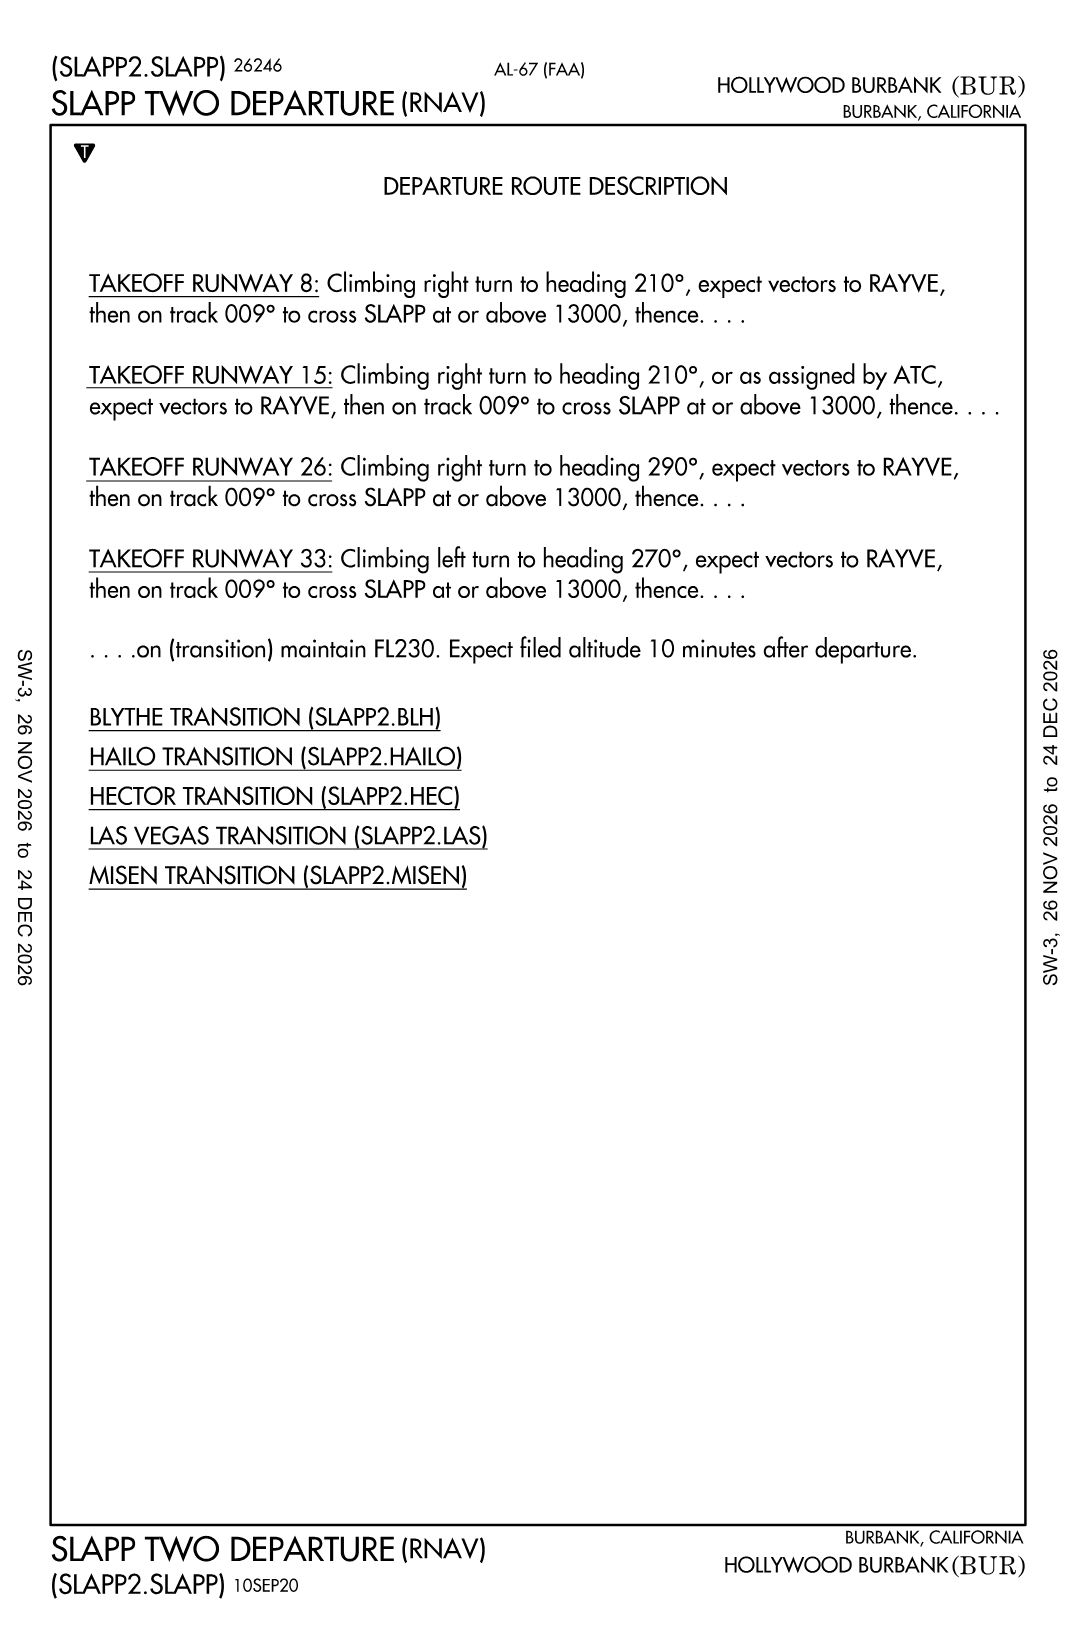 (SLAPP2.SLAPP) 26246
AL-67 (FAA)
SLAPP TWO DEPARTURE (RNAV)
HOLLYWOOD BURBANK (BUR)
BURBANK, CALIFORNIA
T
DEPARTURE ROUTE DESCRIPTION
TAKEOFF RUNWAY 8: Climbing right turn to heading 210°, expect vectors to RAYVE,
then on track 009° to cross SLAPP at or above 13000, thence. . . .
TAKEOFF RUNWAY 15: Climbing right turn to heading 210°, or as assigned by ATC,
expect vectors to RAYVE, then on track 009° to cross SLAPP at or above 13000, thence. . . .
TAKEOFF RUNWAY 26: Climbing right turn to heading 290°, expect vectors to RAYVE,
then on track 009° to cross SLAPP at or above 13000, thence. . . .
TAKEOFF RUNWAY 33: Climbing left turn to heading 270°, expect vectors to RAYVE,
then on track 009° to cross SLAPP at or above 13000, thence. . . .
. . . .on (transition) maintain FL230. Expect filed altitude 10 minutes after departure.
BLYTHE TRANSITION (SLAPP2.BLH)
HAILO TRANSITION (SLAPP2.HAILO)
HECTOR TRANSITION (SLAPP2.HEC)
LAS VEGAS TRANSITION (SLAPP2.LAS)
MISEN TRANSITION (SLAPP2.MISEN)
SW-3, 26 NOV 2026 to 24 DEC 2026
SW-3, 26 NOV 2026 to 24 DEC 2026
SLAPP TWO DEPARTURE (RNAV)
(SLAPP2.SLAPP) 10SEP20
BURBANK, CALIFORNIA
HOLLYWOOD BURBANK (BUR)